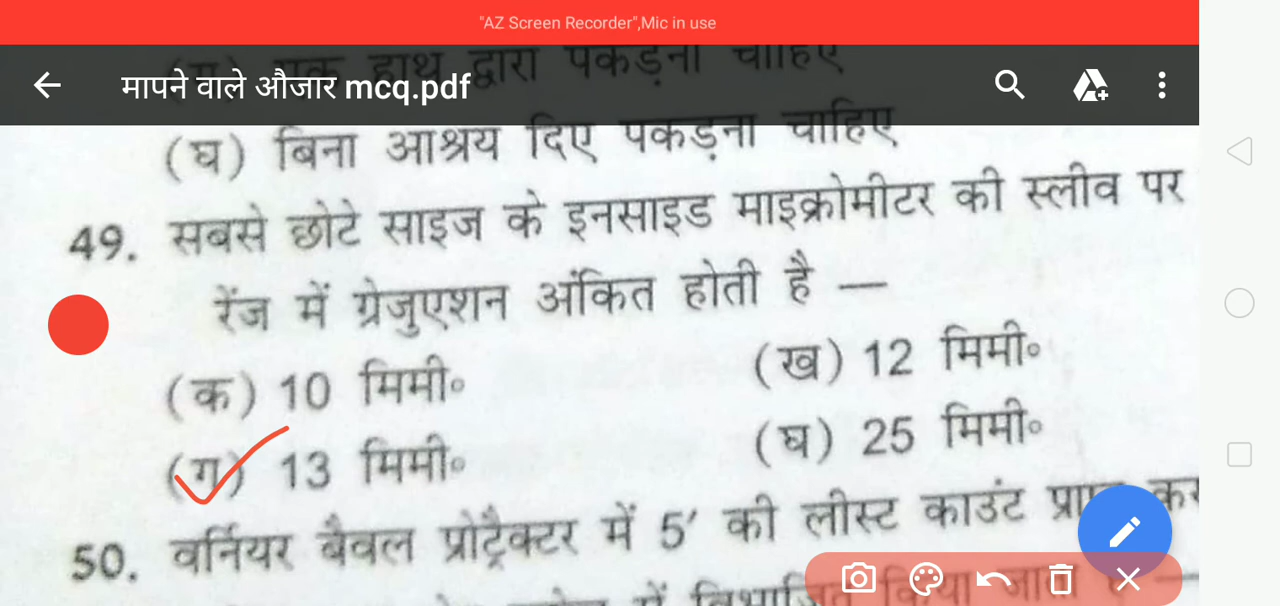 "AZ Screen Recorder",Mic in use
मापने वाले औजार mcq.pdf
हाथ द्वारा पकड़ना चाहिए
(घ) बिना आश्रय दिए पकड़ना चाहिए
49. सबसे छोटे साइज के इनसाइड माइक्रोमीटर की स्लीव पर
रेंज में ग्रेजुएशन अंकित होती है —
(क) 10 मिमी॰ (ख) 12 मिमी॰
(ग) 13 मिमी॰ (घ) 25 मिमी॰
50. वर्नियर बैवल प्रोट्रैक्टर में 5′ की लीस्ट काउंट
में विभाजित किया जाता है —